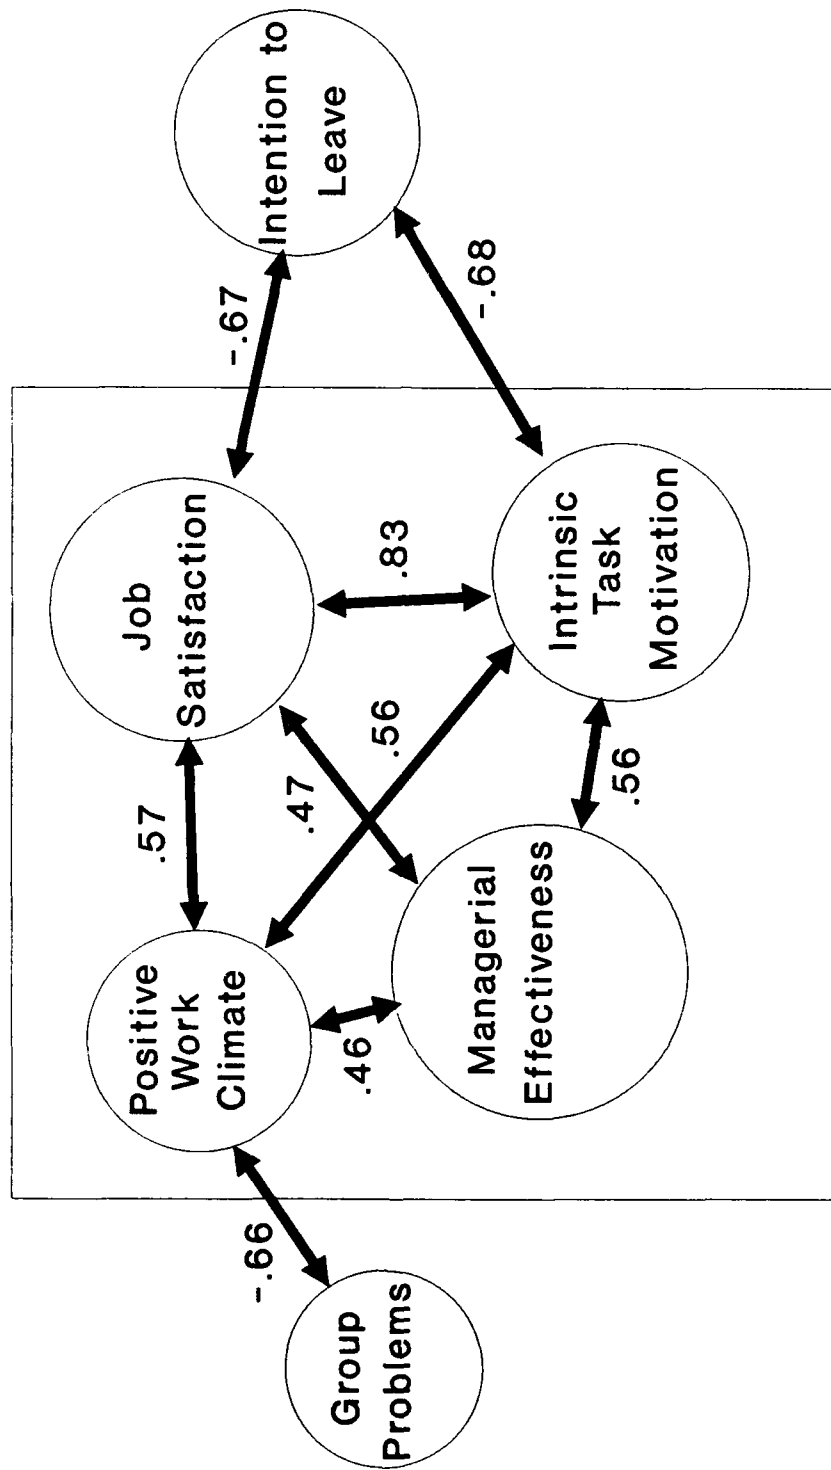 Group
Problems
-.66
Positive
Work
Climate
.46
Managerial
Effectiveness
.57
.47
.56
.56
Job
Satisfaction
.83
Intrinsic
Task
Motivation
-.67
-.68
Intention to
Leave